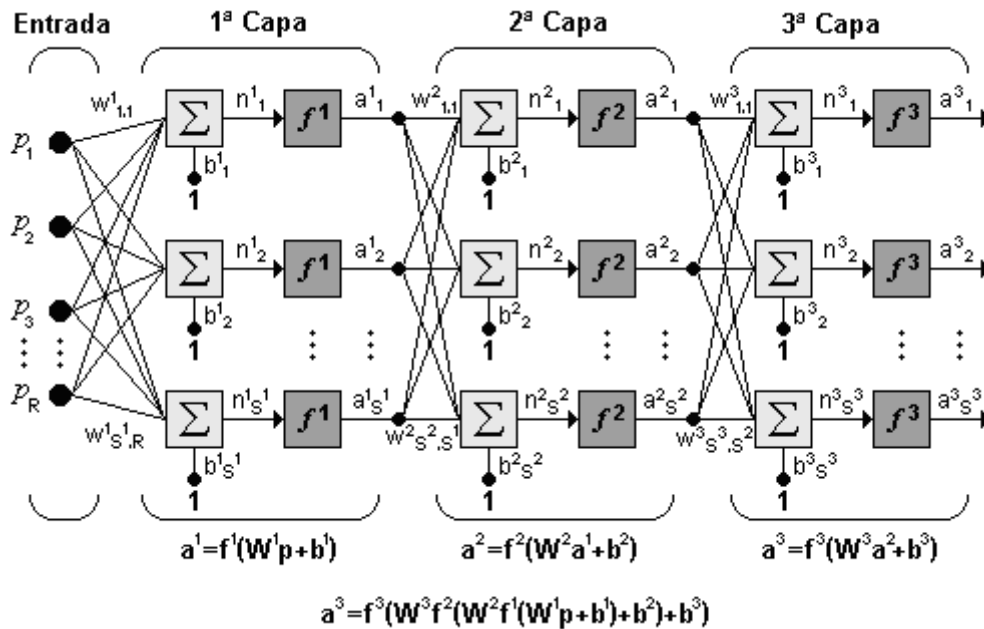 Entrada 1ª Capa 2ª Capa 3ª Capa
w¹1,1 n¹1 a¹1 w²1,1 n²1 a²1 w³1,1 n³1 a³1
Σ f¹ Σ f² Σ f³
p1
b¹1 b²1 b³1
1 1 1
p2
n¹2 a¹2 n²2 a²2 n³2 a³2
Σ f¹ Σ f² Σ f³
p3
b¹2 b²2 b³2
1 1 1
pR
n¹S¹ a¹S¹ n²S² a²S² n³S³ a³S³
Σ f¹ Σ f² Σ f³
w¹S¹,R w²S²,S¹ w³S³,S²
b¹S¹ b²S² b³S³
1 1 1
a¹=f¹(W¹p+b¹) a²=f²(W²a¹+b²) a³=f³(W³a²+b³)
a³=f³(W³f²(W²f¹(W¹p+b¹)+b²)+b³)